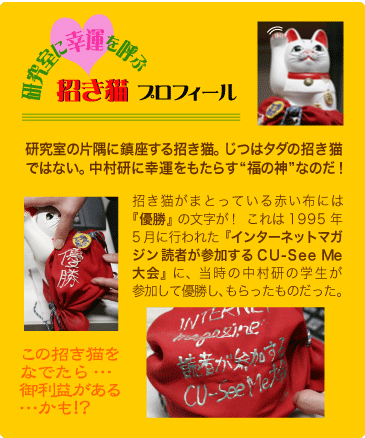 研究室に幸運を呼ぶ
招き猫 プロフィール
研究室の片隅に鎮座する招き猫。じつはタダの招き猫
ではない。中村研に幸運をもたらす“福の神”なのだ!
招き猫がまとっている赤い布には
『優勝』の文字が! これは1995年
5月に行われた『インターネットマガ
ジン読者が参加するCU-See Me
大会』に、当時の中村研の学生が
参加して優勝し、もらったものだった。
優勝
INTERNET
magazine
読者が参加する
CU-SeeMe
この招き猫を
なでたら…
御利益がある
…かも!?